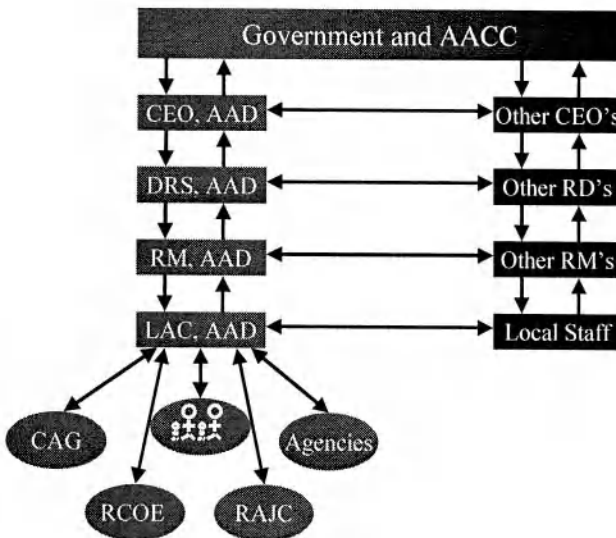 Government and AACC
CEO, AAD
Other CEO's
DRS, AAD
Other RD's
RM, AAD
Other RM's
LAC, AAD
Local Staff
CAG
Agencies
RCOE
RAJC